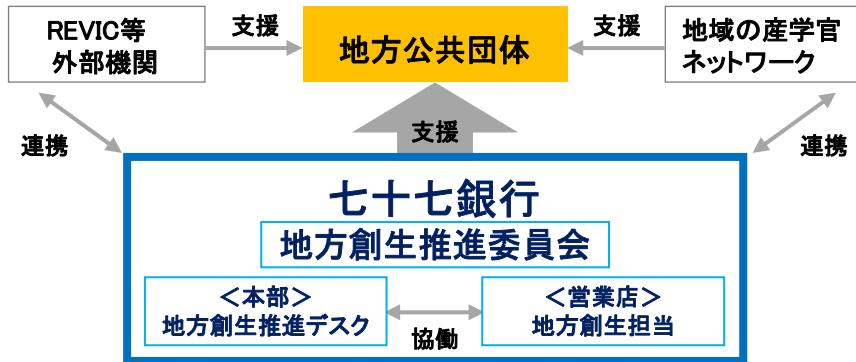 REVIC等
外部機関
支援
地方公共団体
支援
地域の産学官
ネットワーク
連携
支援
連携
七十七銀行
地方創生推進委員会
＜本部＞
地方創生推進デスク
協働
＜営業店＞
地方創生担当